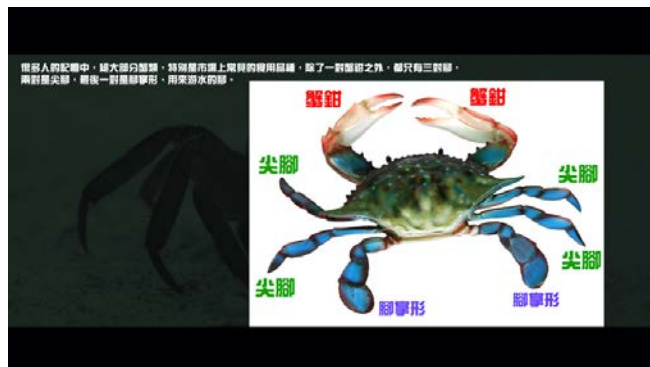 很多人的記憶中，絕大部分蟹類，特別是市場上常見的食用品種，除了一對蟹鉗之外，都只有三對腳，
兩對是尖腳，最後一對是腳掌形，用來游水的腳。
蟹鉗
蟹鉗
尖腳
尖腳
尖腳
尖腳
腳掌形
腳掌形